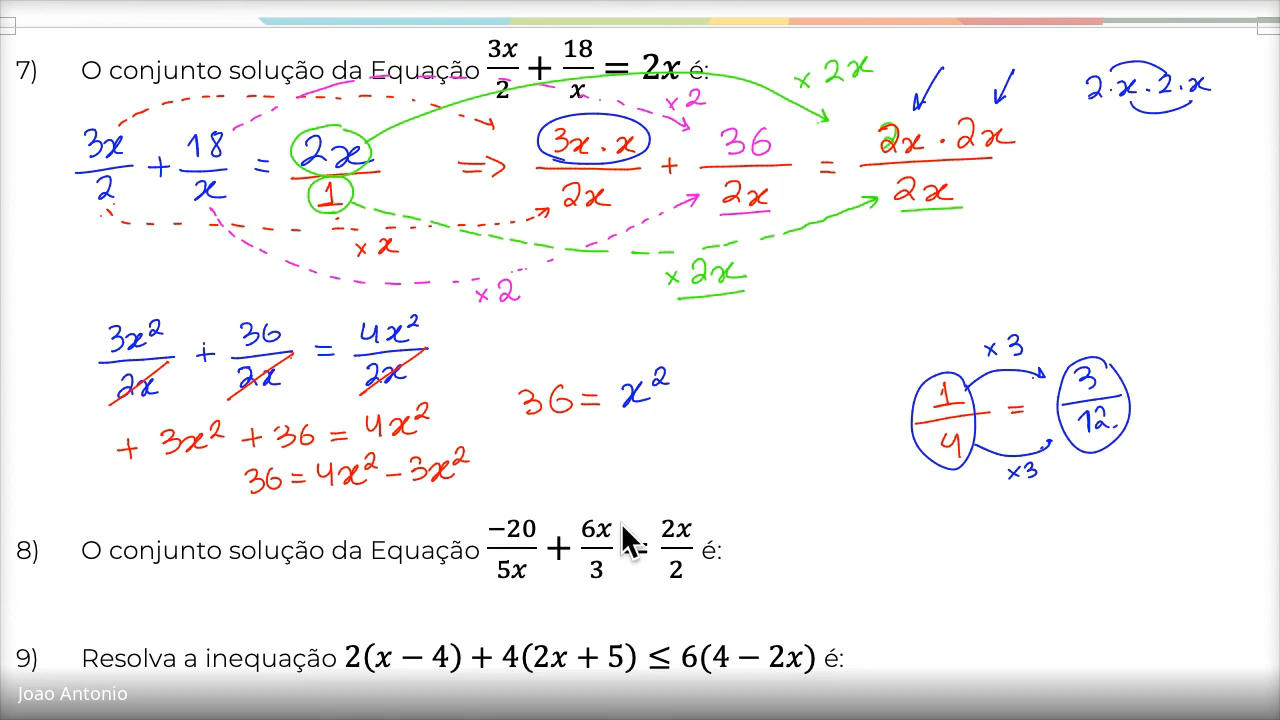 7) O conjunto solução da Equação 3x/2 + 18/x = 2x é:
× 2x
2·x·2·x
×2
3x/2 + 18/x = 2x/1 => 3x·x/2x + 36/2x = 2x·2x/2x
× x
×2
×2x
3x²/2x + 36/2x = 4x²/2x
+ 3x² + 36 = 4x²
36 = 4x² − 3x²
36 = x²
×3
1/4 = 3/12
×3
8) O conjunto solução da Equação −20/5x + 6x/3 = 2x/2 é:
9) Resolva a inequação 2(x − 4) + 4(2x + 5) ≤ 6(4 − 2x) é:
Joao Antonio